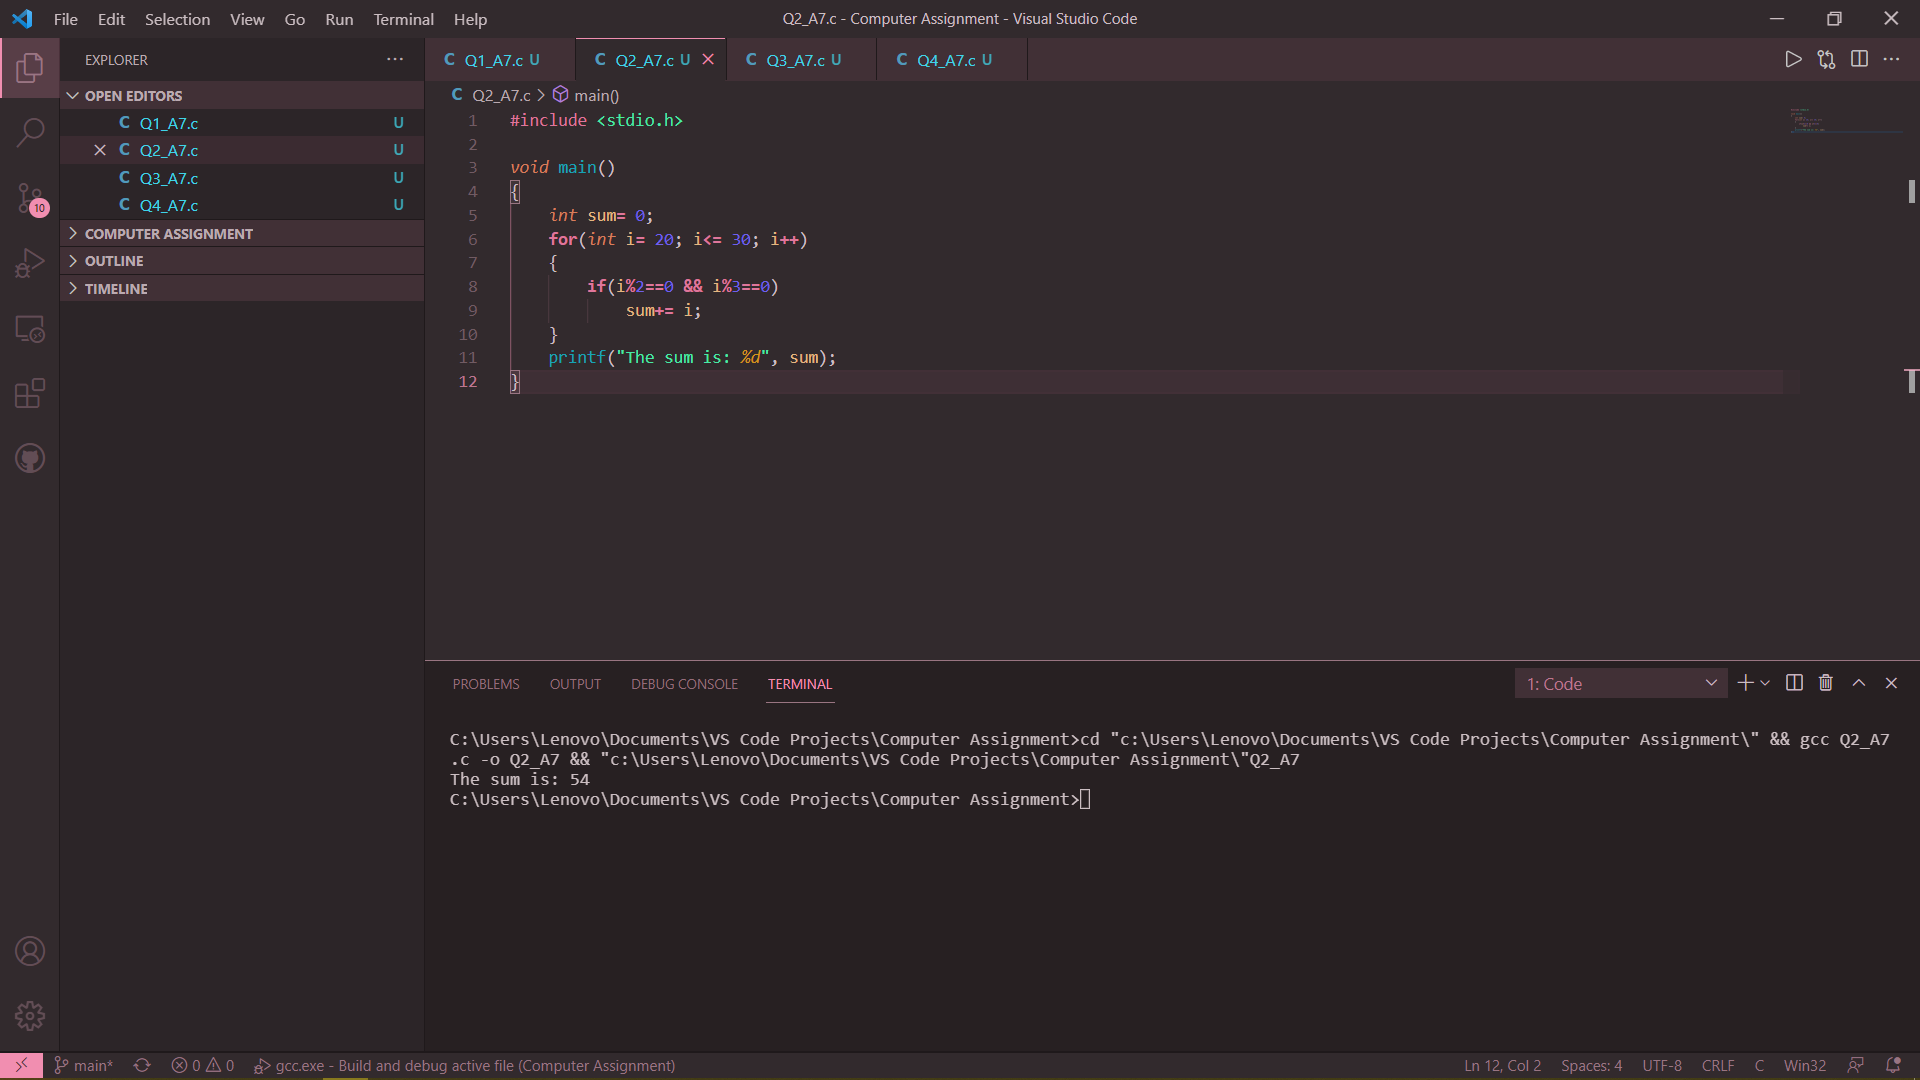 File Edit Selection View Go Run Terminal Help
Q2_A7.c - Computer Assignment - Visual Studio Code
EXPLORER
OPEN EDITORS
C Q1_A7.c U
C Q2_A7.c U
C Q3_A7.c U
C Q4_A7.c U
COMPUTER ASSIGNMENT
OUTLINE
TIMELINE
10
C Q1_A7.c U C Q2_A7.c U C Q3_A7.c U C Q4_A7.c U
C Q2_A7.c > main()
1 #include <stdio.h>
2
3 void main()
4 {
5     int sum= 0;
6     for(int i= 20; i<= 30; i++)
7     {
8         if(i%2==0 && i%3==0)
9             sum+= i;
10     }
11     printf("The sum is: %d", sum);
12 }
PROBLEMS OUTPUT DEBUG CONSOLE TERMINAL
1: Code
C:\Users\Lenovo\Documents\VS Code Projects\Computer Assignment>cd "c:\Users\Lenovo\Documents\VS Code Projects\Computer Assignment\" && gcc Q2_A7
.c -o Q2_A7 && "c:\Users\Lenovo\Documents\VS Code Projects\Computer Assignment\"Q2_A7
The sum is: 54
C:\Users\Lenovo\Documents\VS Code Projects\Computer Assignment>
main* 0 0 gcc.exe - Build and debug active file (Computer Assignment)
Ln 12, Col 2 Spaces: 4 UTF-8 CRLF C Win32